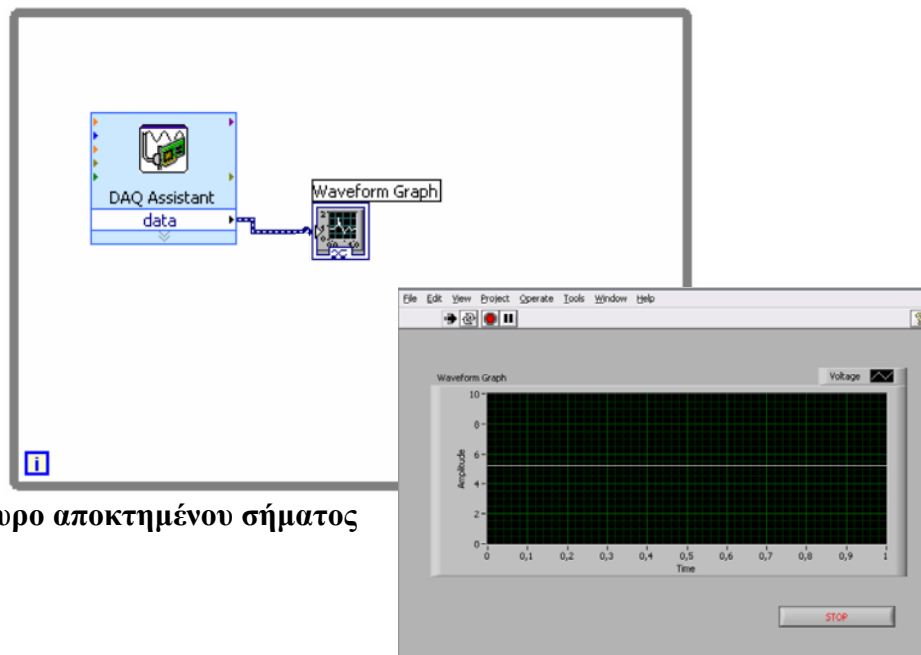 DAQ Assistant
data
Waveform Graph
i
υρο αποκτημένου σήματος
File Edit View Project Operate Tools Window Help
Waveform Graph
Voltage
10
8
6
4
2
0
Amplitude
0 0,1 0,2 0,3 0,4 0,5 0,6 0,7 0,8 0,9 1
Time
STOP